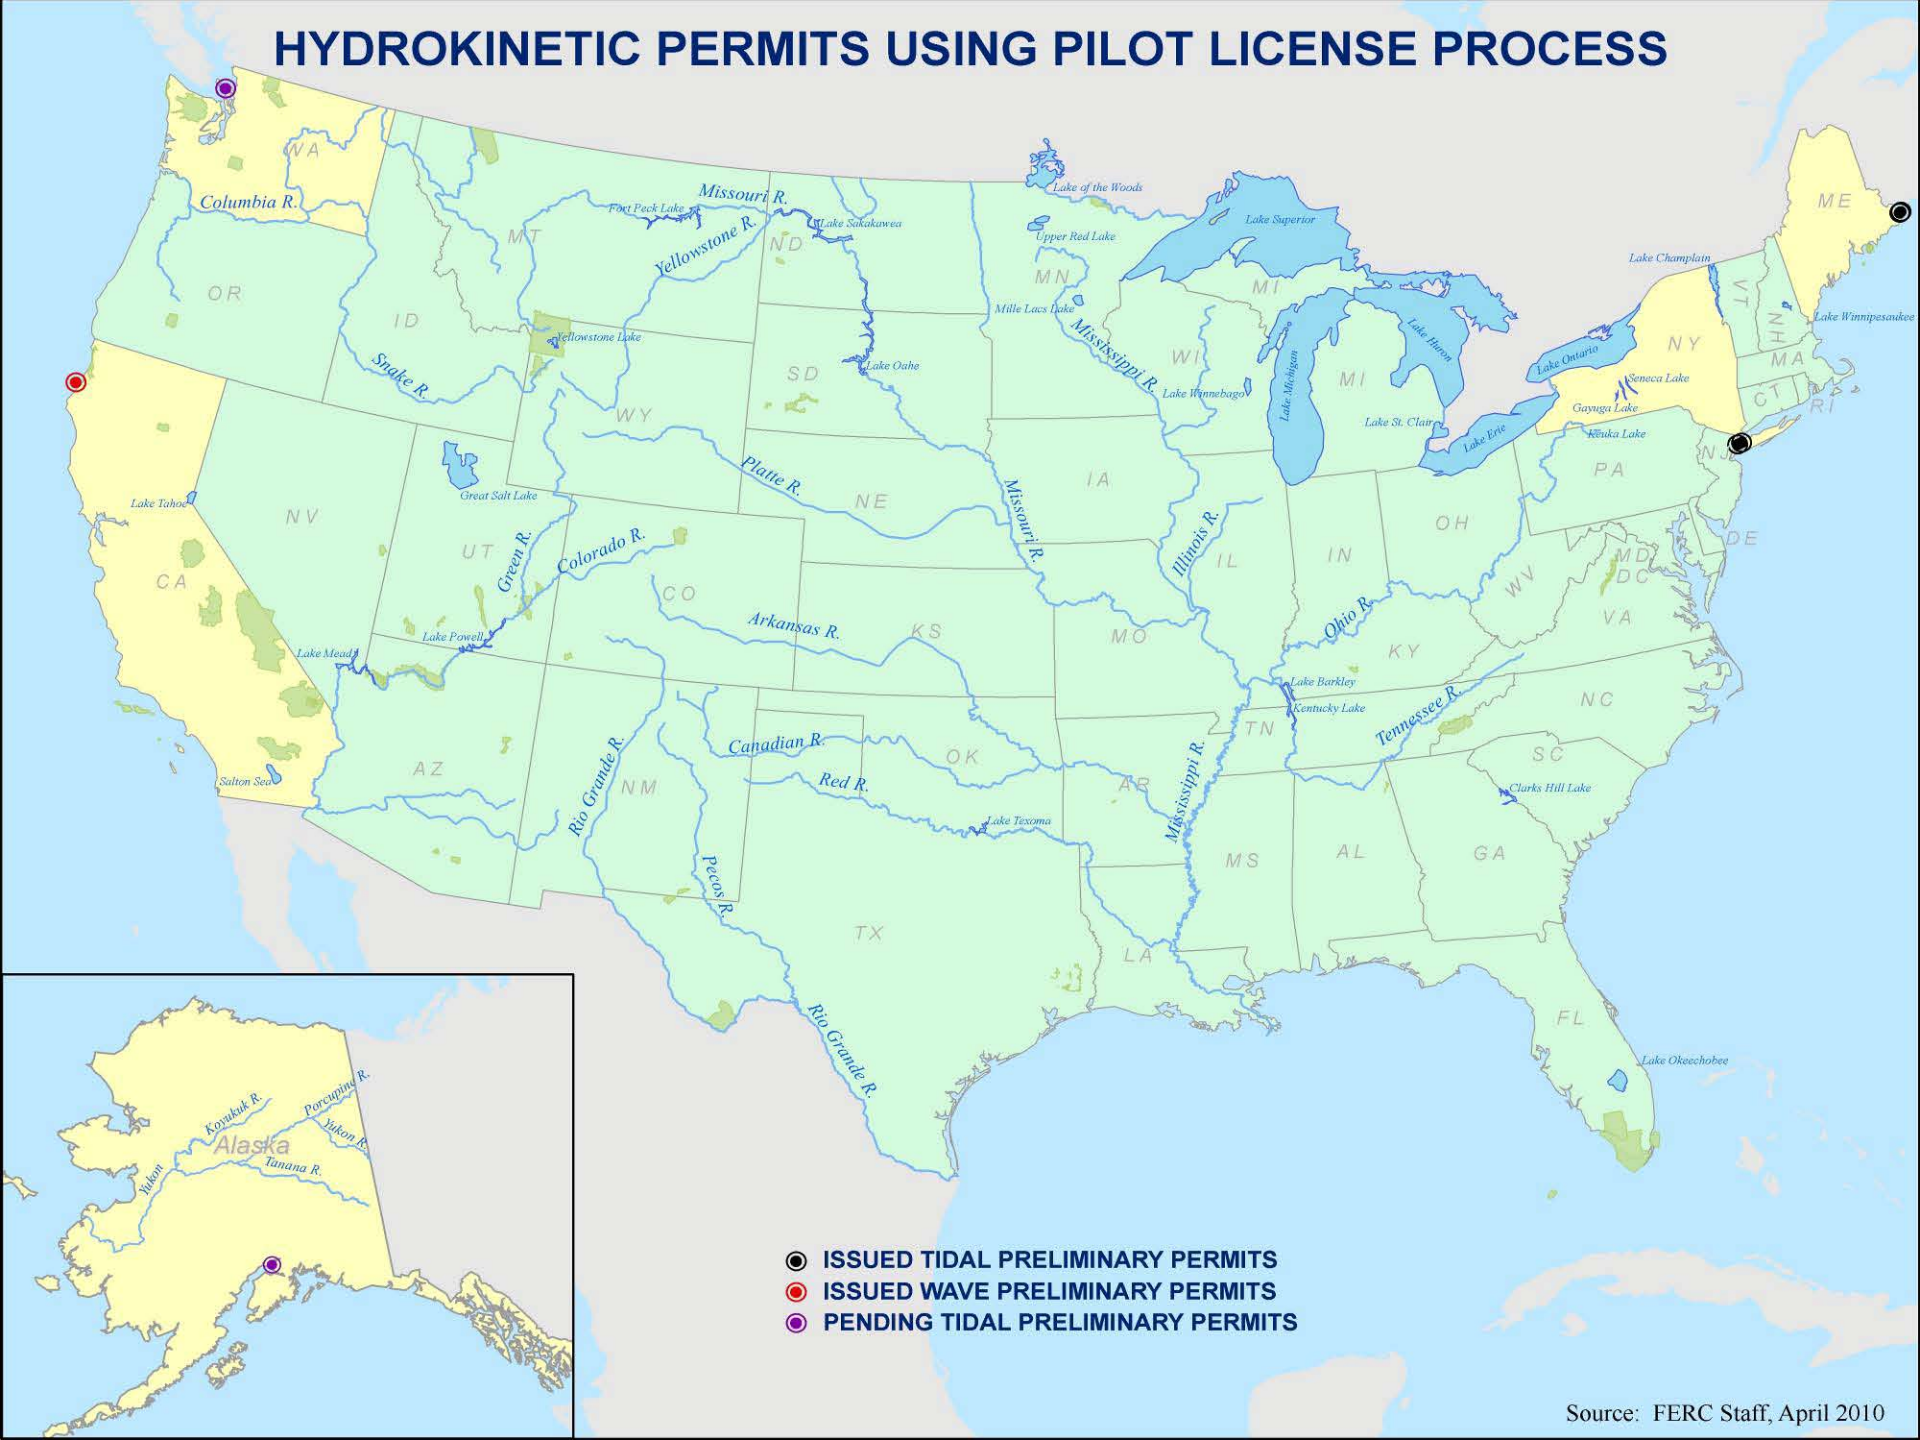 HYDROKINETIC PERMITS USING PILOT LICENSE PROCESS
WA
Columbia R.
Missouri R.
Fort Peck Lake
Lake Sakakawea
Yellowstone R.
MT
ND
Lake of the Woods
Upper Red Lake
Lake Superior
ME
MN
MI
Lake Champlain
VT
NH
OR
ID
Mille Lacs Lake
Mississippi R.
Lake Winnipesaukee
Yellowstone Lake
Snake R.
Lake Oahe
SD
WI
Lake Huron
Lake Michigan
MI
Lake Ontario
NY
MA
Seneca Lake
Gayuga Lake
CT
RI
WY
Lake Winnebago
Lake St. Clair
Lake Erie
Keuka Lake
NJ
PA
Lake Tahoe
Great Salt Lake
Platte R.
NE
IA
Missouri R.
NV
UT
Green R.
Colorado R.
Illinois R.
IL
IN
OH
DE
MD
DC
WV
VA
CA
CO
Arkansas R.
KS
MO
Ohio R.
KY
Lake Powell
Lake Mead
Lake Barkley
Kentucky Lake
Tennessee R.
NC
TN
SC
Salton Sea
AZ
NM
Rio Grande R.
Canadian R.
OK
Red R.
AR
Mississippi R.
Clarks Hill Lake
Lake Texoma
MS
AL
GA
Pecos R.
TX
LA
FL
Rio Grande R.
Lake Okeechobee
Koyukuk R.
Porcupine R.
Yukon R.
Alaska
Tanana R.
Yukon
ISSUED TIDAL PRELIMINARY PERMITS
ISSUED WAVE PRELIMINARY PERMITS
PENDING TIDAL PRELIMINARY PERMITS
Source: FERC Staff, April 2010